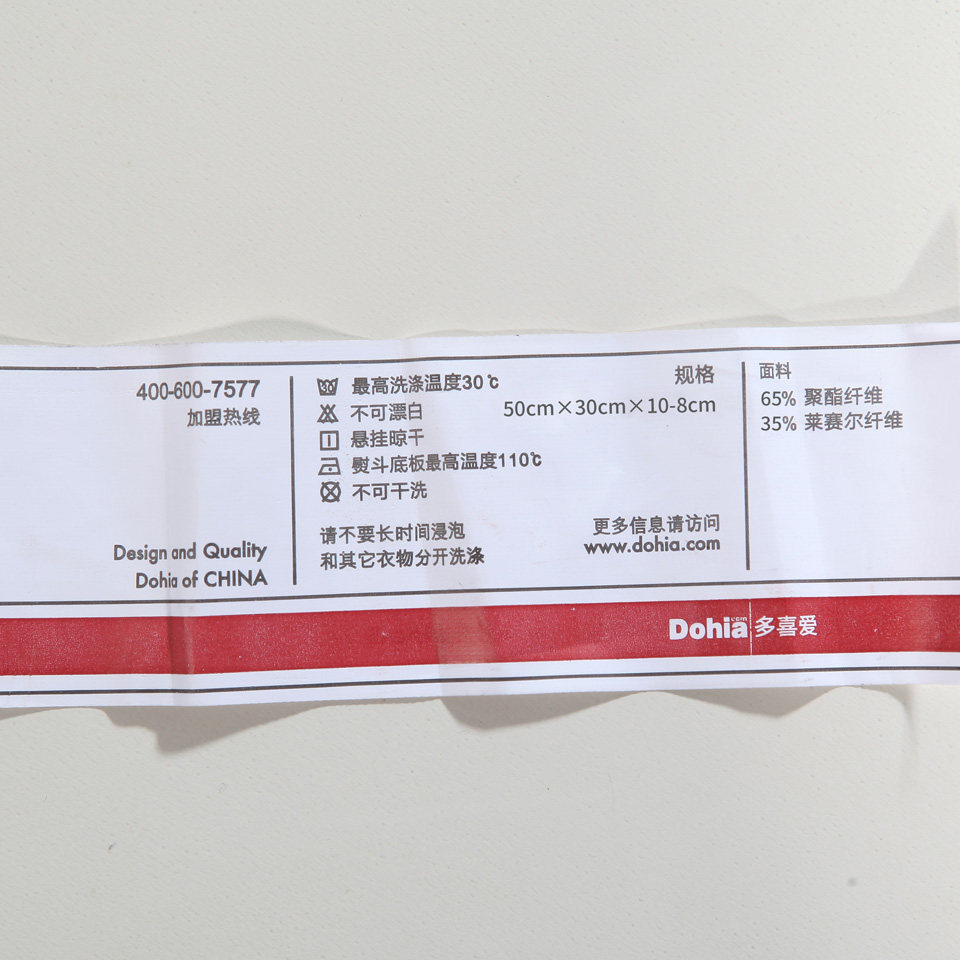 400-600-7577
加盟热线
Design and Quality
Dohia of CHINA
最高洗涤温度30℃
不可漂白
悬挂晾干
熨斗底板最高温度110℃
不可干洗
请不要长时间浸泡
和其它衣物分开洗涤
规格
50cm×30cm×10-8cm
更多信息请访问
www.dohia.com
面料
65% 聚酯纤维
35% 莱赛尔纤维
Dohia 多喜爱